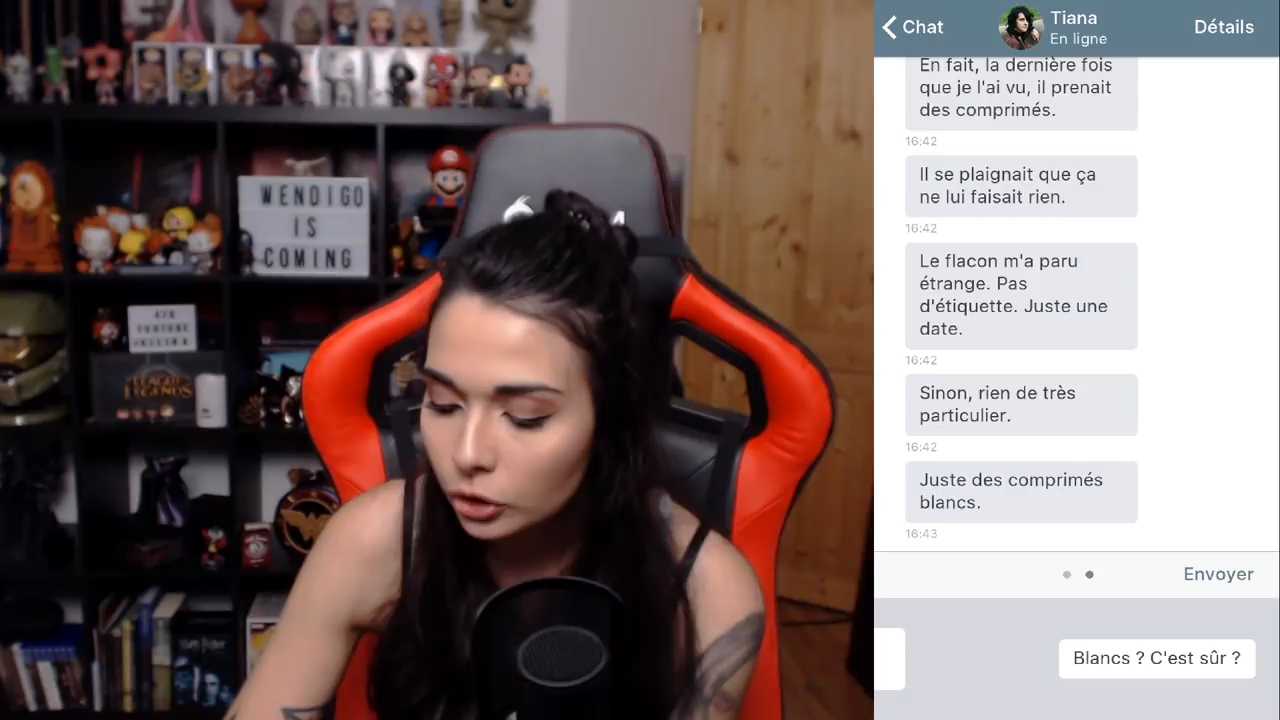 Chat
Tiana
En ligne
Détails
En fait, la dernière fois
que je l'ai vu, il prenait
des comprimés.
16:42
Il se plaignait que ça
ne lui faisait rien.
16:42
Le flacon m'a paru
étrange. Pas
d'étiquette. Juste une
date.
16:42
Sinon, rien de très
particulier.
16:42
Juste des comprimés
blancs.
16:43
Envoyer
Blancs ? C'est sûr ?
WENDIGO
IS
COMING
YOUTUBE
LEAGUE OF
LEGENDS